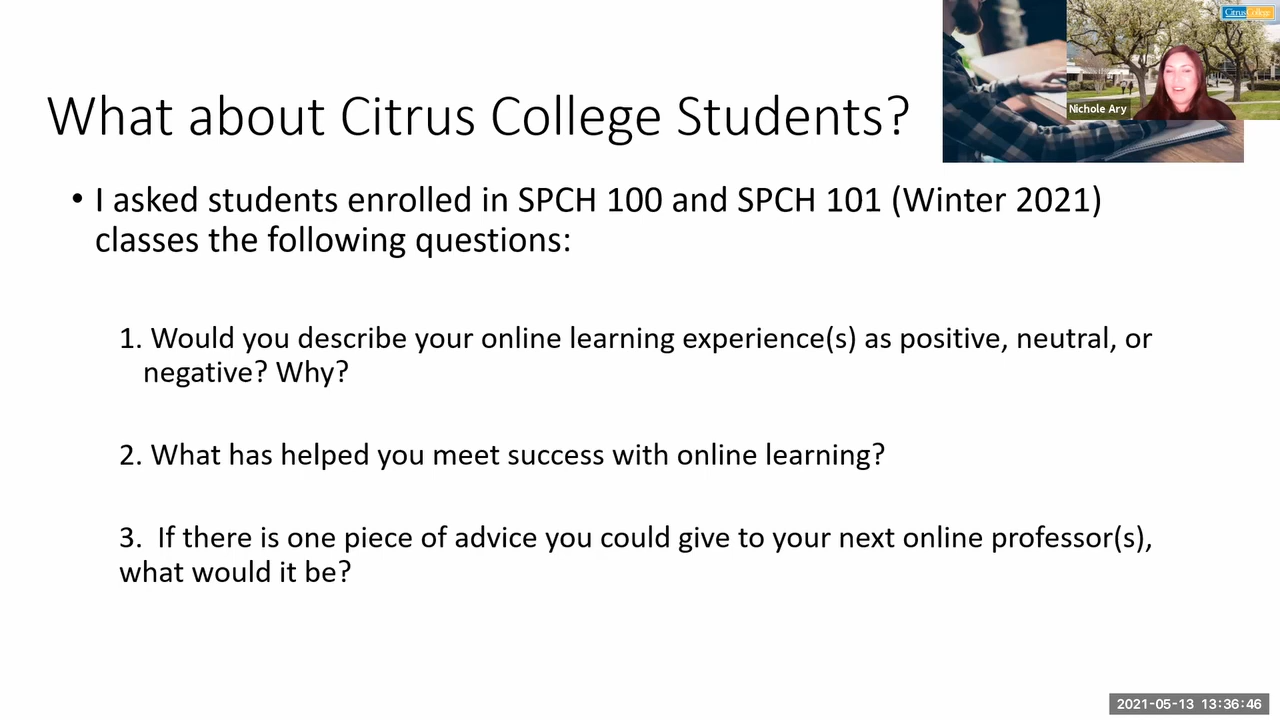 CitrusCollege
What about Citrus College Students?
Nichole Ary
• I asked students enrolled in SPCH 100 and SPCH 101 (Winter 2021)
classes the following questions:
1. Would you describe your online learning experience(s) as positive, neutral, or
negative? Why?
2. What has helped you meet success with online learning?
3. If there is one piece of advice you could give to your next online professor(s),
what would it be?
2021-05-13 13:36:46